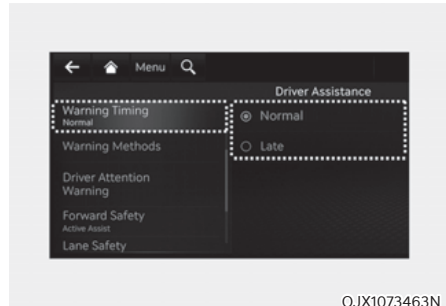 Menu
Driver Assistance
Warning Timing
Normal
Normal
Warning Methods
Late
Driver Attention
Warning
Forward Safety
Active Assist
Lane Safety
OJX1073463N